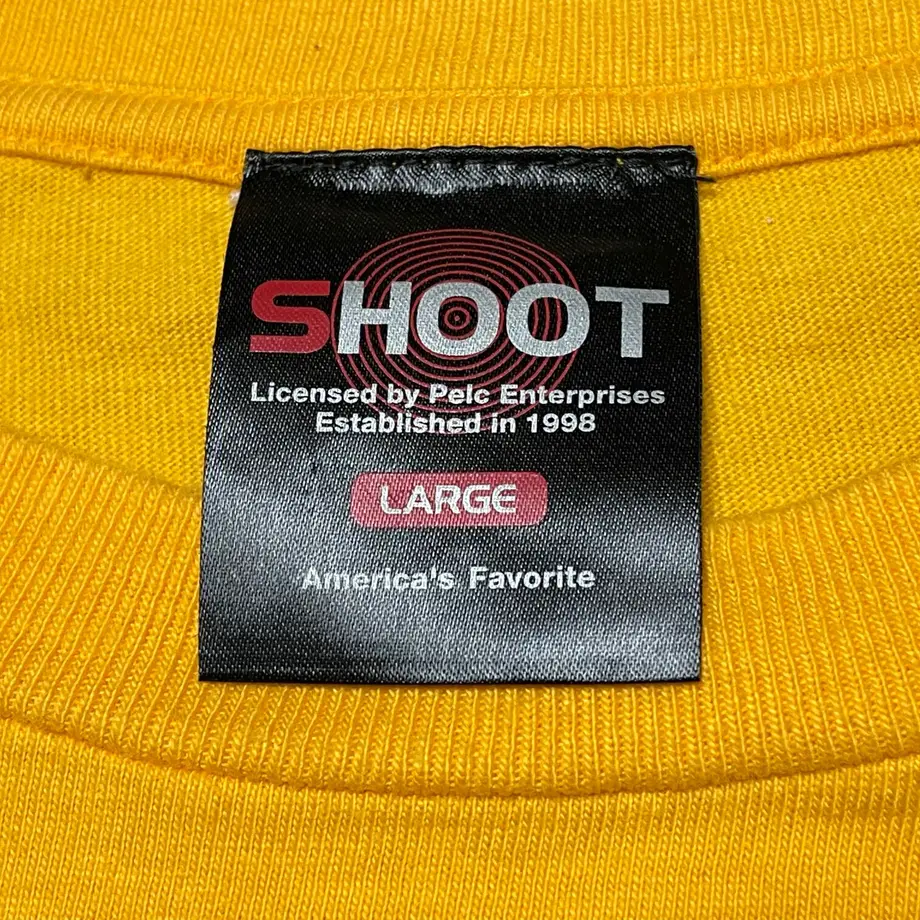 SHOOT
Licensed by Pelc Enterprises
Established in 1998
LARGE
America's Favorite